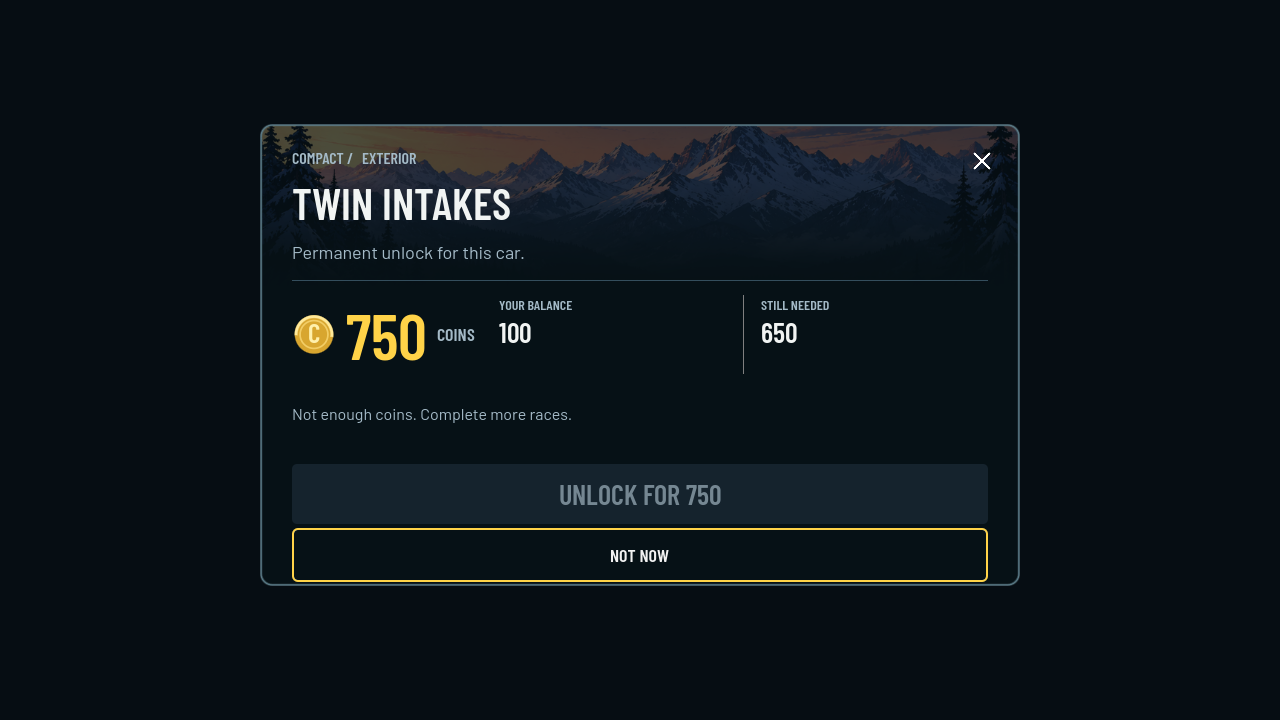 COMPACT / EXTERIOR
TWIN INTAKES
Permanent unlock for this car.
C 750 COINS
YOUR BALANCE
100
STILL NEEDED
650
Not enough coins. Complete more races.
UNLOCK FOR 750
NOT NOW